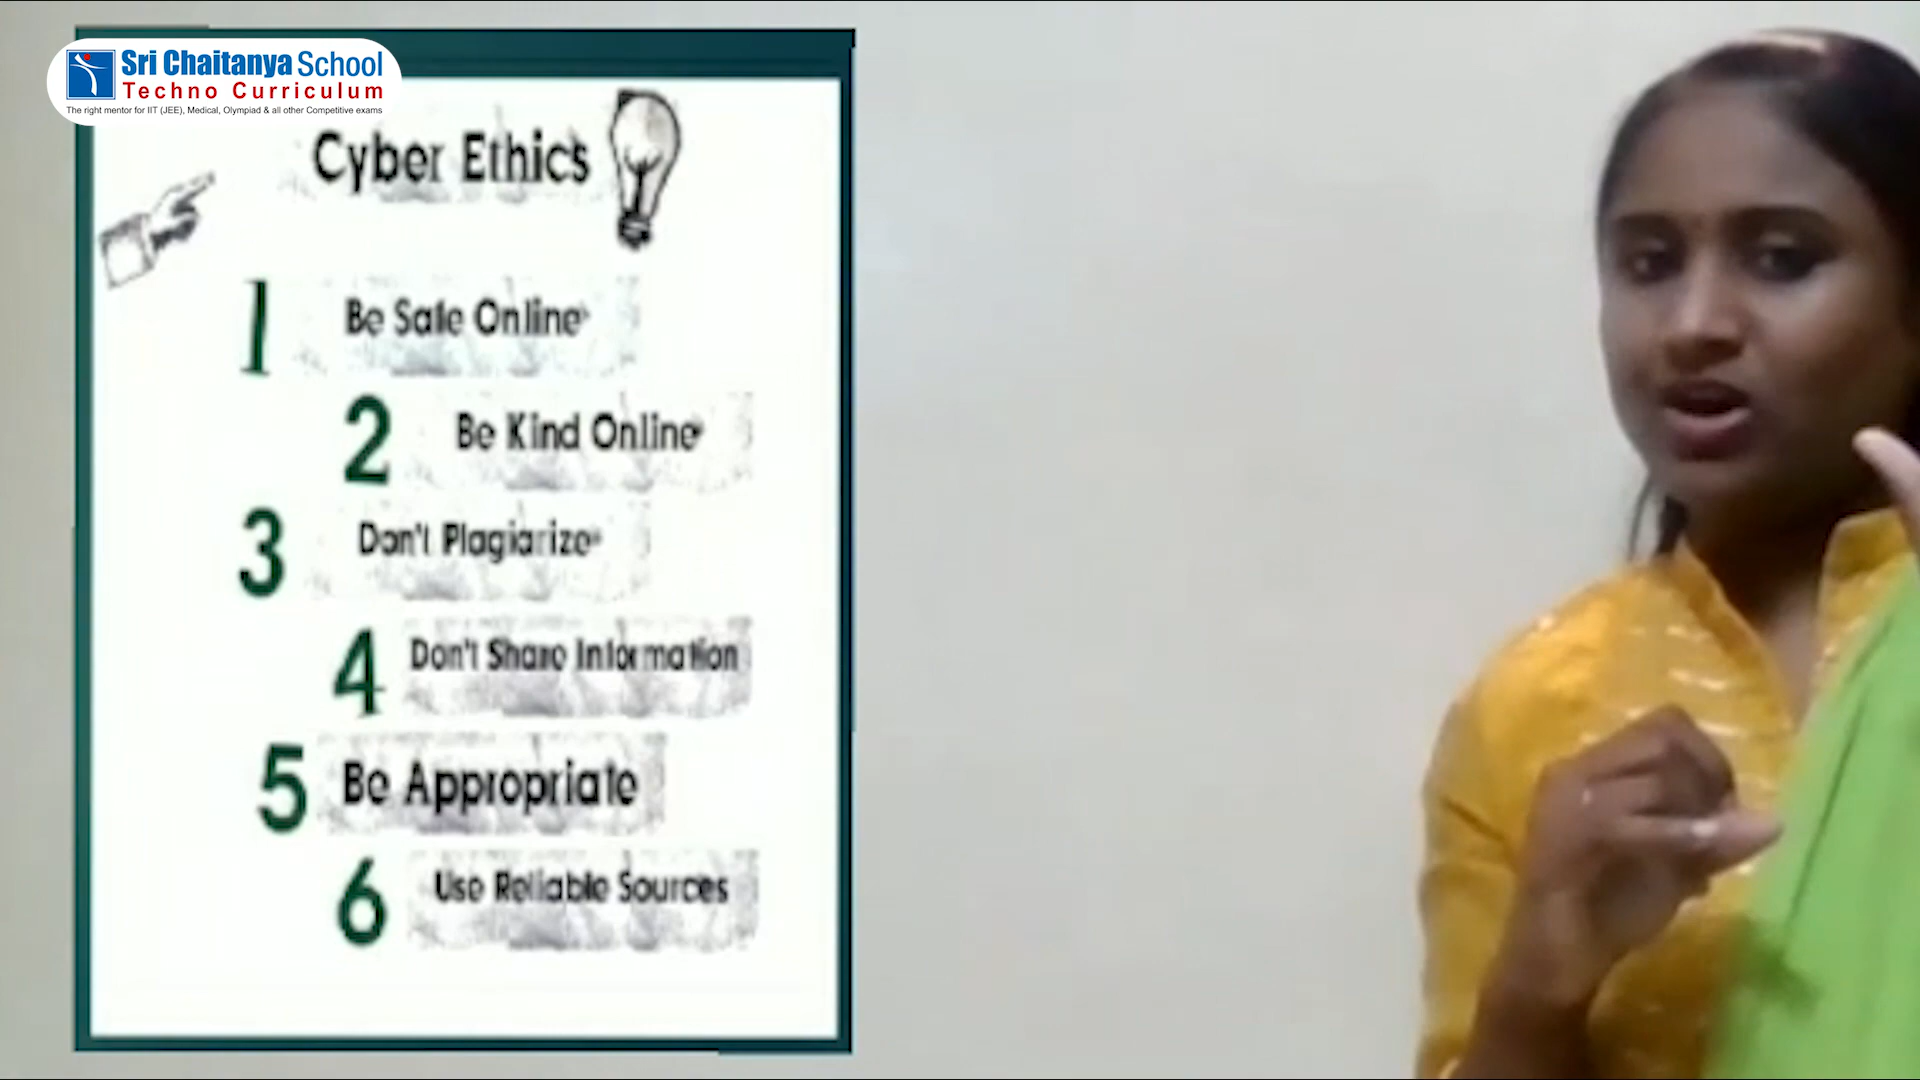 Sri Chaitanya School
Techno Curriculum
The right mentor for IIT (JEE), Medical, Olympiad & all other Competitive exams
Cyber Ethics
1 Be Safe Online
2 Be Kind Online
3 Don't Plagiarize
4 Don't Share Information
5 Be Appropriate
6 Use Reliable Sources